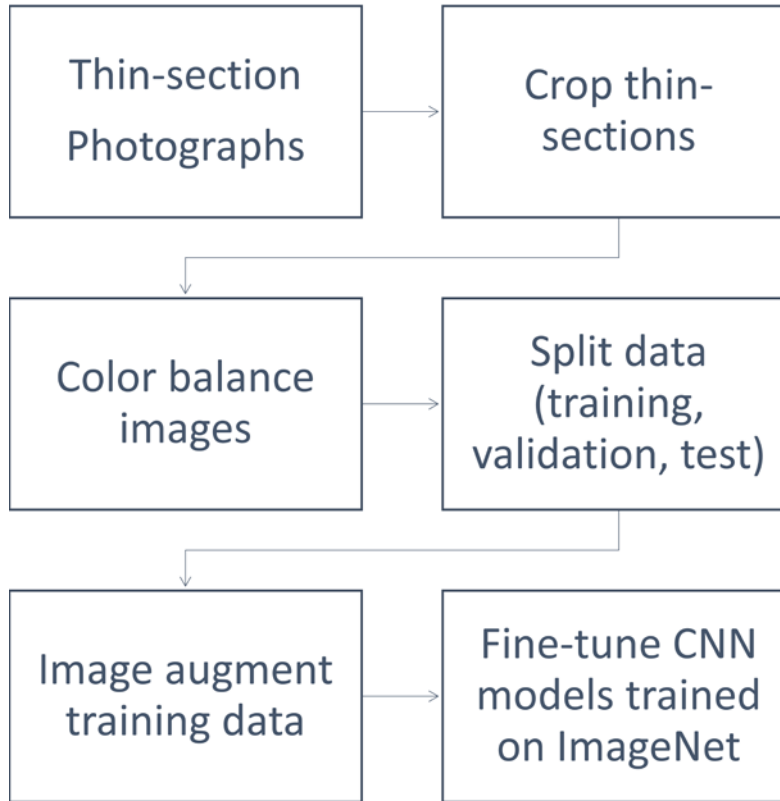 Thin-section
Photographs
Crop thin-
sections
Color balance
images
Split data
(training,
validation, test)
Image augment
training data
Fine-tune CNN
models trained
on ImageNet